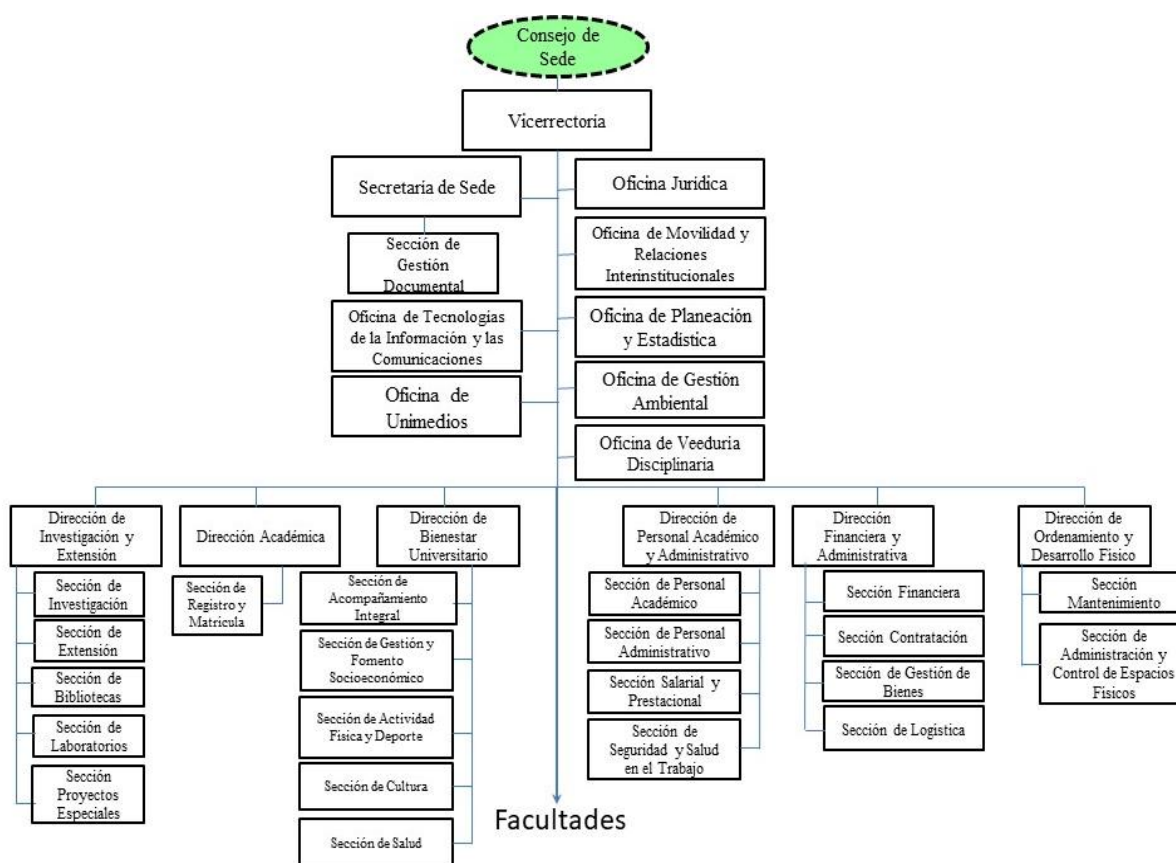 Consejo de
Sede
Vicerrectoria
Secretaria de Sede
Oficina Jurídica
Sección de
Gestión
Documental
Oficina de Movilidad y
Relaciones
Interinstitucionales
Oficina de Tecnologías
de la Información y las
Comunicaciones
Oficina de Planeación
y Estadística
Oficina de
Unimedios
Oficina de Gestión
Ambiental
Oficina de Veeduría
Disciplinaria
Dirección de
Investigación y
Extensión
Dirección Académica
Dirección de
Bienestar
Universitario
Dirección de
Personal Académico
y Administrativo
Dirección
Financiera y
Administrativa
Dirección de
Ordenamiento y
Desarrollo Físico
Sección de
Investigación
Sección de
Extensión
Sección de
Bibliotecas
Sección de
Laboratorios
Sección
Proyectos
Especiales
Sección de
Registro y
Matricula
Sección de
Acompañamiento
Integral
Sección de Gestión y
Fomento
Socioeconómico
Sección de Actividad
Física y Deporte
Sección de Cultura
Sección de Salud
Sección de Personal
Académico
Sección de Personal
Administrativo
Sección Salarial y
Prestacional
Sección de
Seguridad y Salud
en el Trabajo
Sección Financiera
Sección Contratación
Sección de Gestión de
Bienes
Sección de Logística
Sección
Mantenimiento
Sección de
Administración y
Control de Espacios
Físicos
Facultades